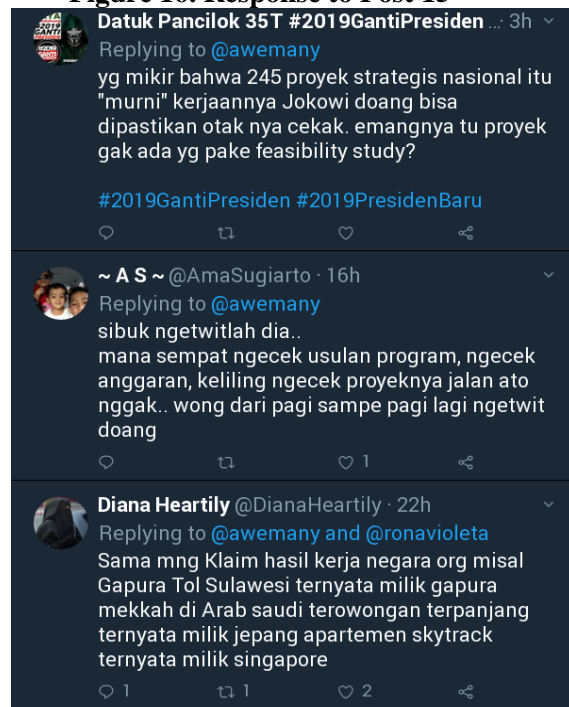 Figure 16. Response to Post 15
Datuk Pancilok 35T #2019GantiPresiden ... · 3h
Replying to @awemany
yg mikir bahwa 245 proyek strategis nasional itu
"murni" kerjaannya Jokowi doang bisa
dipastikan otak nya cekak. emangnya tu proyek
gak ada yg pake feasibility study?
#2019GantiPresiden #2019PresidenBaru
~ A S ~ @AmaSugiarto · 16h
Replying to @awemany
sibuk ngetwitlah dia..
mana sempat ngecek usulan program, ngecek
anggaran, keliling ngecek proyeknya jalan ato
nggak.. wong dari pagi sampe pagi lagi ngetwit
doang
1
Diana Heartily @DianaHeartily · 22h
Replying to @awemany and @ronavioleta
Sama mng Klaim hasil kerja negara org misal
Gapura Tol Sulawesi ternyata milik gapura
mekkah di Arab saudi terowongan terpanjang
ternyata milik jepang apartemen skytrack
ternyata milik singapore
1 1 2